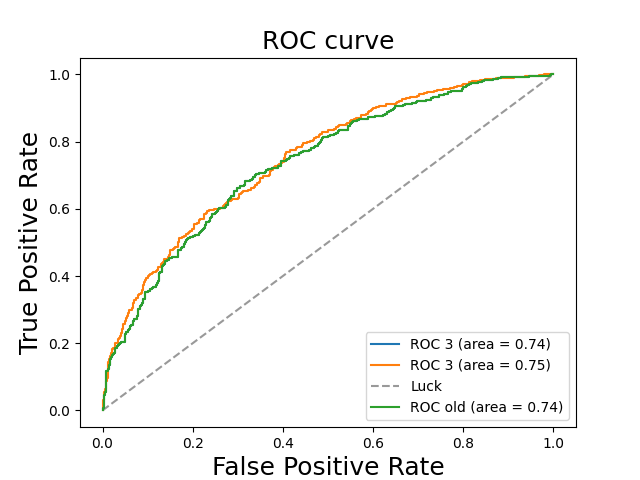 ROC curve
True Positive Rate
1.0
0.8
0.6
0.4
0.2
0.0
0.0
0.2
0.4
0.6
0.8
1.0
False Positive Rate
ROC 3 (area = 0.74)
ROC 3 (area = 0.75)
Luck
ROC old (area = 0.74)